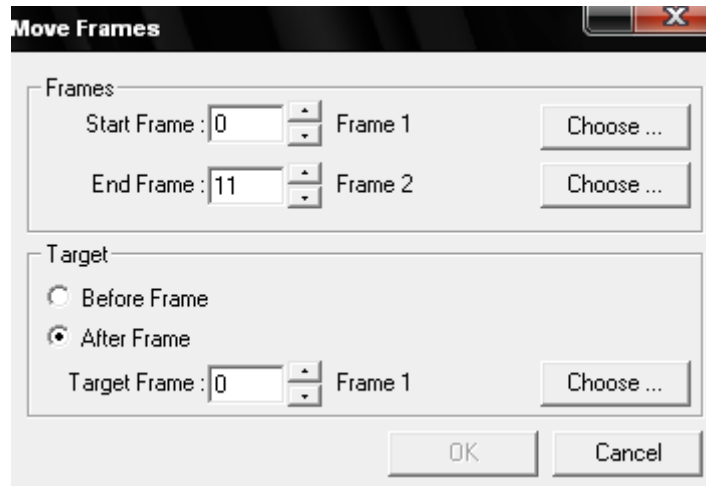 Move Frames
Frames
Start Frame : 0 Frame 1 Choose ...
End Frame : 11 Frame 2 Choose ...
Target
Before Frame
After Frame
Target Frame : 0 Frame 1 Choose ...
OK Cancel